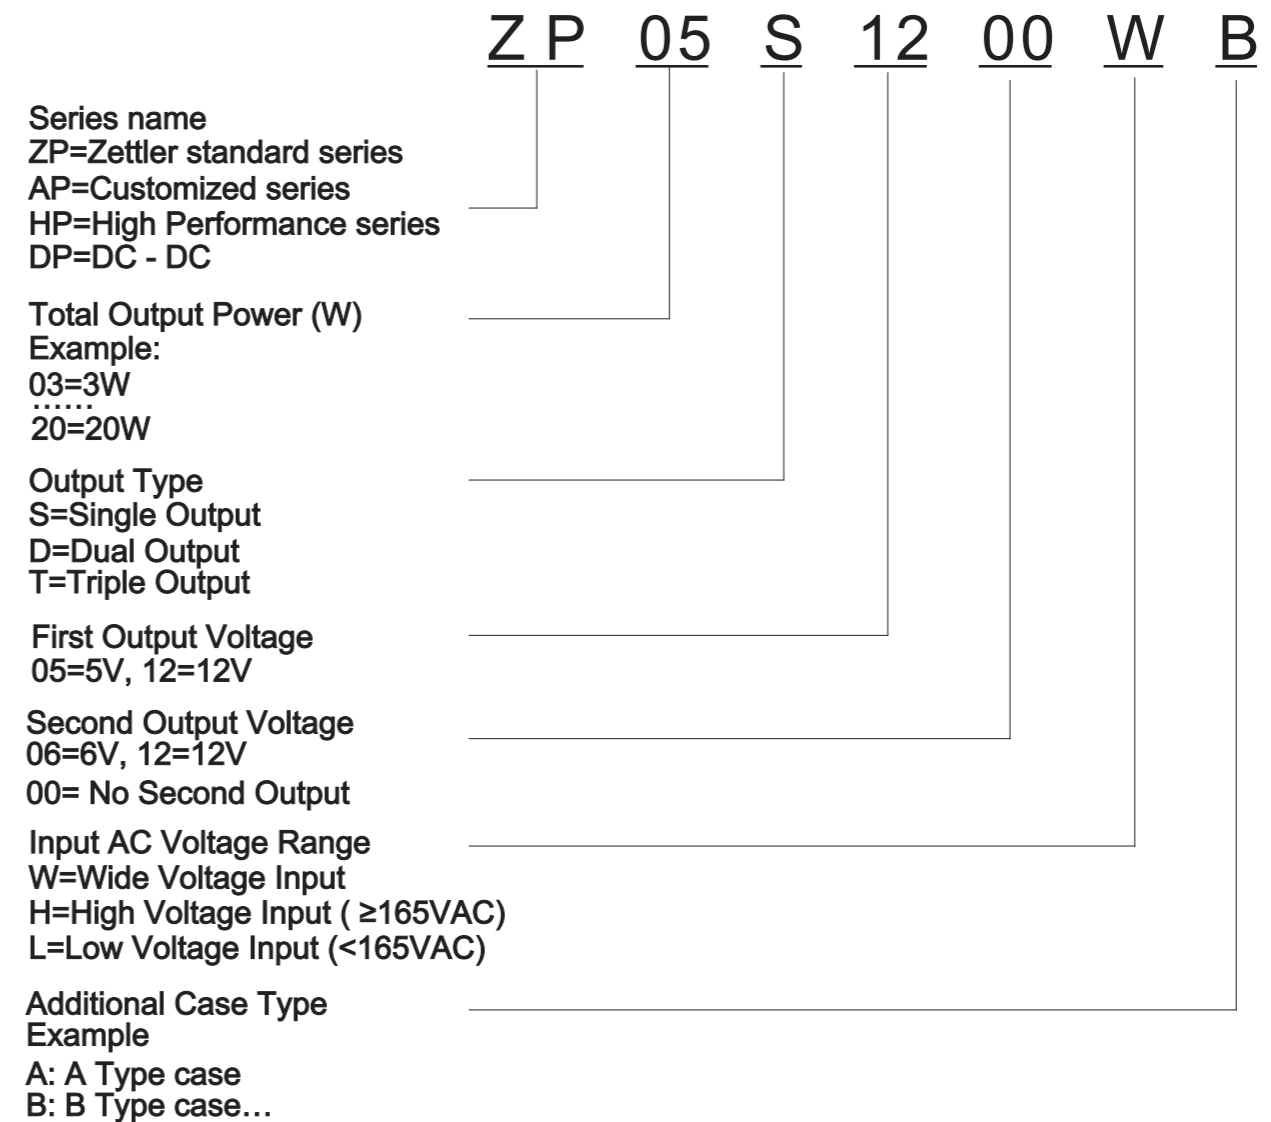 ZP 05 S 12 00 W B
Series name
ZP=Zettler standard series
AP=Customized series
HP=High Performance series
DP=DC - DC
Total Output Power (W)
Example:
03=3W
......
20=20W
Output Type
S=Single Output
D=Dual Output
T=Triple Output
First Output Voltage
05=5V, 12=12V
Second Output Voltage
06=6V, 12=12V
00= No Second Output
Input AC Voltage Range
W=Wide Voltage Input
H=High Voltage Input ( ≥165VAC)
L=Low Voltage Input (<165VAC)
Additional Case Type
Example
A: A Type case
B: B Type case...